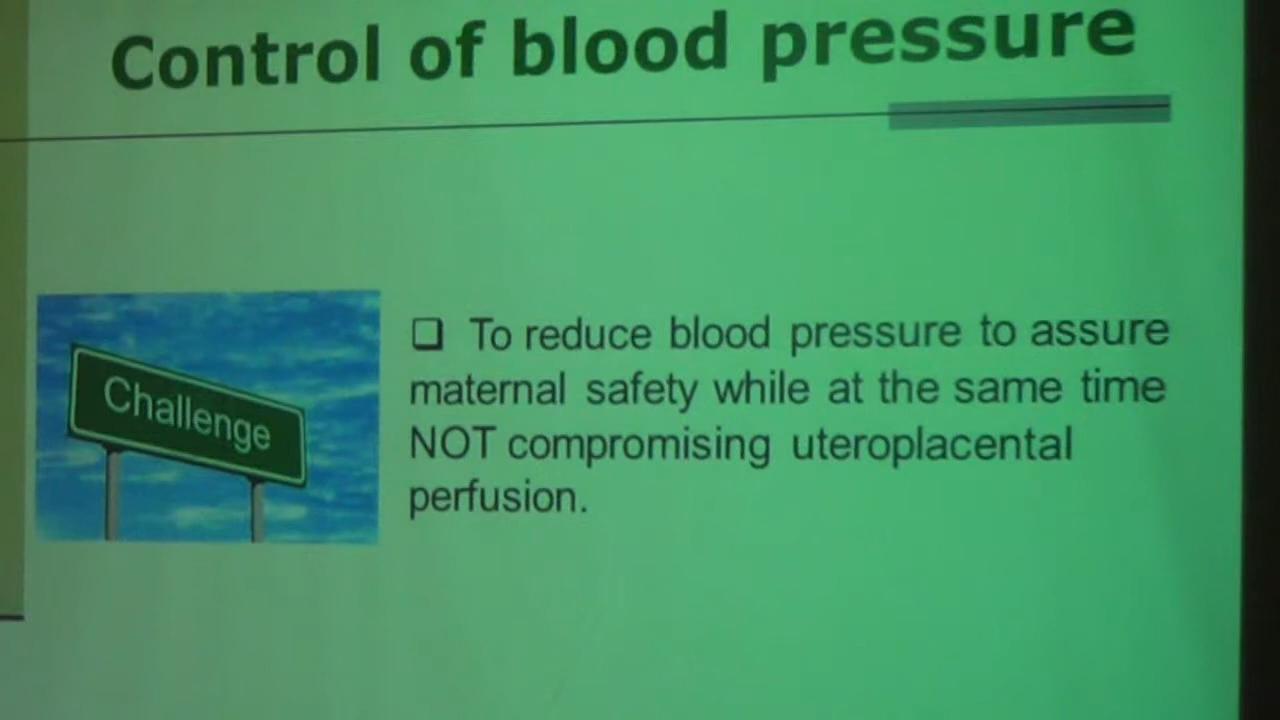 Control of blood pressure
Challenge
❑ To reduce blood pressure to assure
maternal safety while at the same time
NOT compromising uteroplacental
perfusion.